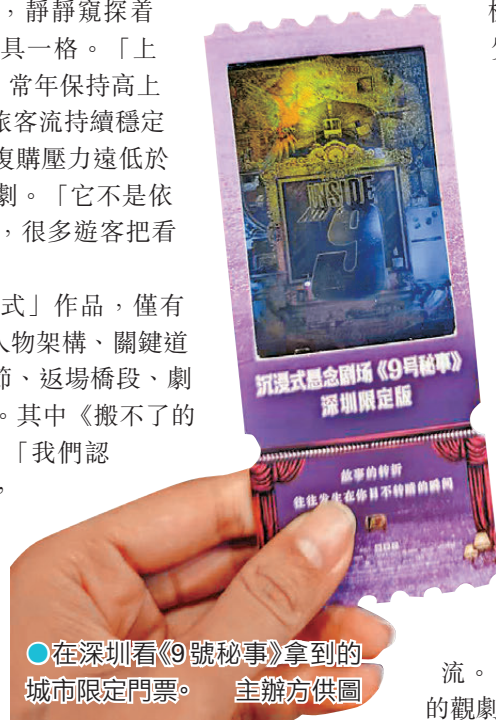 ，靜靜窺探着
具一格。「上
常年保持高上
旅客流持續穩定
復購壓力遠低於
劇。「它不是依
，很多遊客把看
式」作品，僅有
人物架構、關鍵道
節、返場橋段、劇
。其中《搬不了的
「我們認
，
INSIDE
9
沉浸式悬念剧场《9号秘事》
深圳限定版
故事的转折
往往发生在你目不转睛的瞬间
●在深圳看《9號秘事》拿到的
城市限定門票。 主辦方供圖
流。
的觀劇